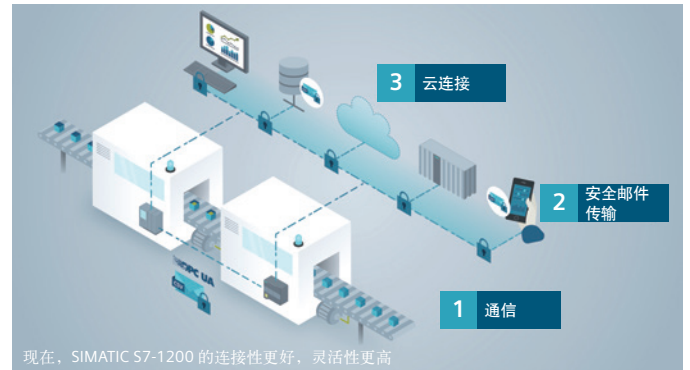 3 云连接
2 安全邮件
传输
OPC UA
1 通信
现在，SIMATIC S7-1200 的连接性更好，灵活性更高